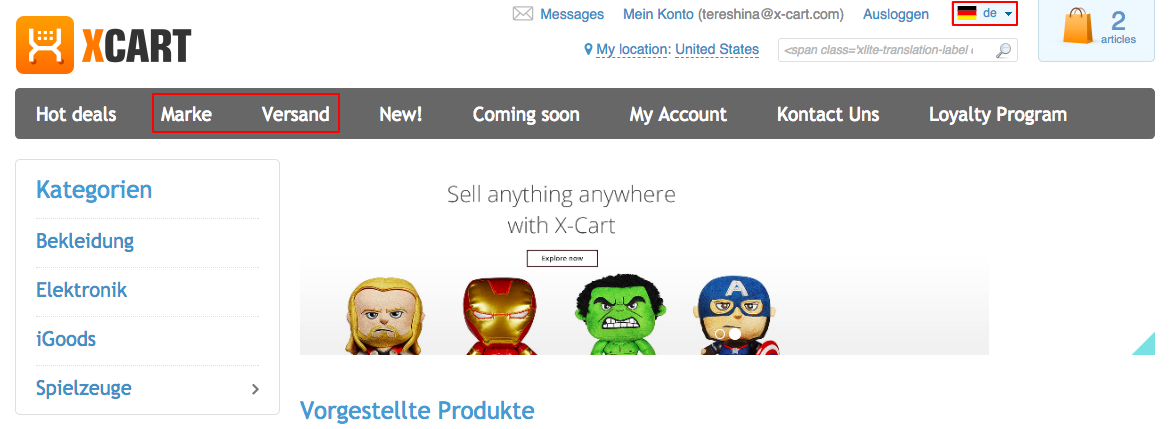 Messages Mein Konto (tereshina@x-cart.com) Ausloggen de
2
articles
XCART
My location: United States
<span class='xlite-translation-label c
Hot deals Marke Versand New! Coming soon My Account Kontact Uns Loyalty Program
Kategorien
Bekleidung
Elektronik
iGoods
Spielzeuge
Sell anything anywhere
with X-Cart
Explore now
A
Vorgestellte Produkte